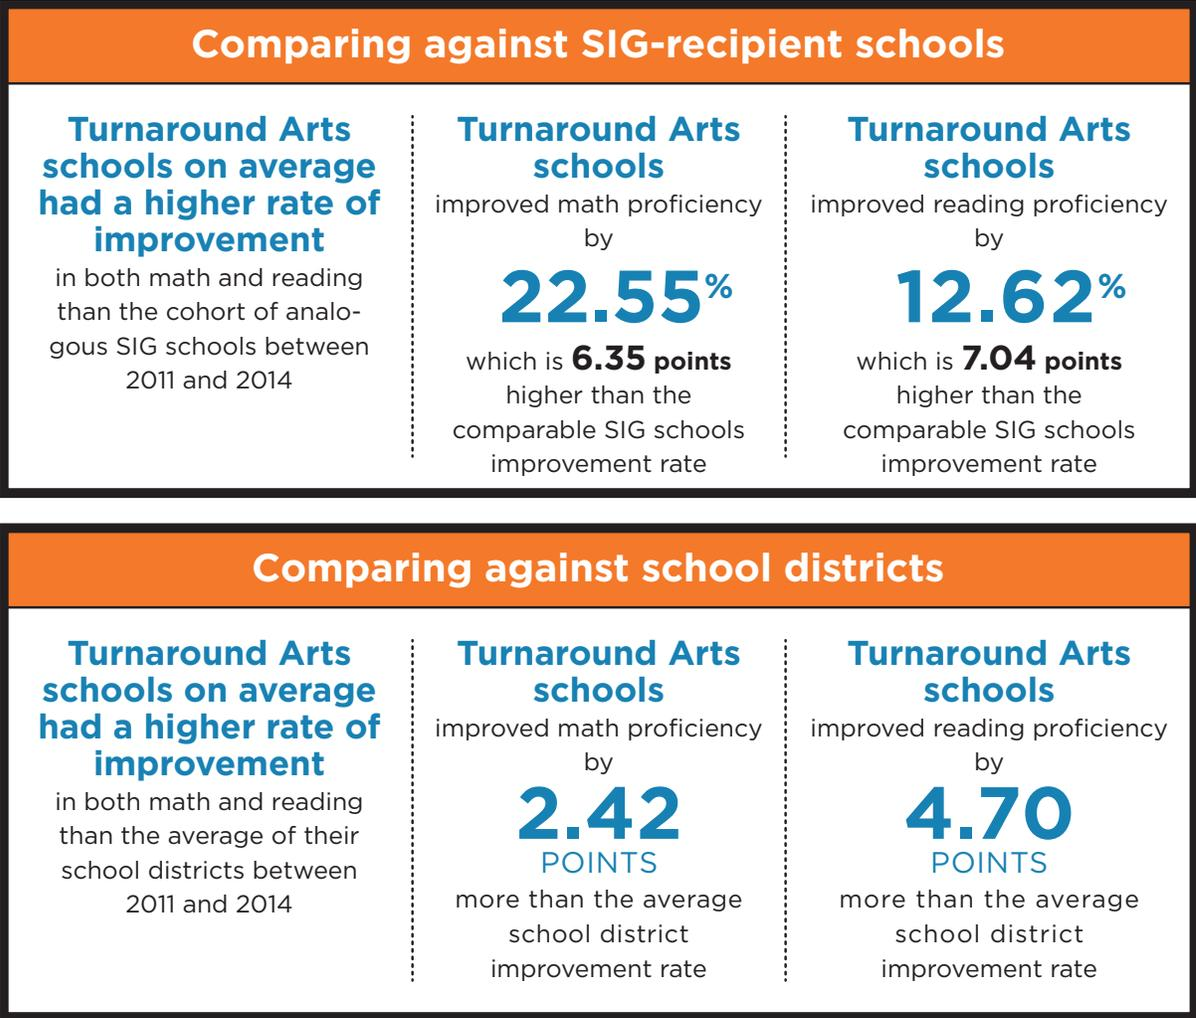 Comparing against SIG-recipient schools
Turnaround Arts
schools on average
had a higher rate of
improvement
in both math and reading
than the cohort of analo-
gous SIG schools between
2011 and 2014
Turnaround Arts
schools
improved math proficiency
by
22.55%
which is 6.35 points
higher than the
comparable SIG schools
improvement rate
Turnaround Arts
schools
improved reading proficiency
by
12.62%
which is 7.04 points
higher than the
comparable SIG schools
improvement rate
Comparing against school districts
Turnaround Arts
schools on average
had a higher rate of
improvement
in both math and reading
than the average of their
school districts between
2011 and 2014
Turnaround Arts
schools
improved math proficiency
by
2.42
POINTS
more than the average
school district
improvement rate
Turnaround Arts
schools
improved reading proficiency
by
4.70
POINTS
more than the average
school district
improvement rate